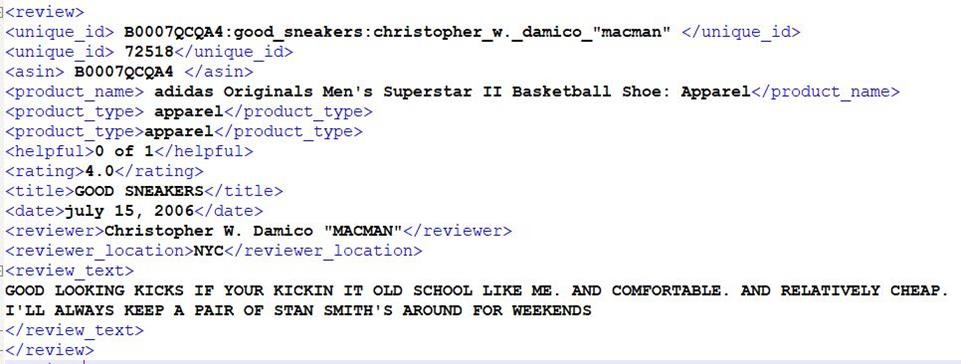 <review>
<unique_id> B0007QCQA4:good_sneakers:christopher_w._damico_"macman" </unique_id>
<unique_id> 72518</unique_id>
<asin> B0007QCQA4 </asin>
<product_name> adidas Originals Men's Superstar II Basketball Shoe: Apparel</product_name>
<product_type> apparel</product_type>
<product_type>apparel</product_type>
<helpful>0 of 1</helpful>
<rating>4.0</rating>
<title>GOOD SNEAKERS</title>
<date>july 15, 2006</date>
<reviewer>Christopher W. Damico "MACMAN"</reviewer>
<reviewer_location>NYC</reviewer_location>
<review_text>
GOOD LOOKING KICKS IF YOUR KICKIN IT OLD SCHOOL LIKE ME. AND COMFORTABLE. AND RELATIVELY CHEAP.
I'LL ALWAYS KEEP A PAIR OF STAN SMITH'S AROUND FOR WEEKENDS
</review_text>
</review>